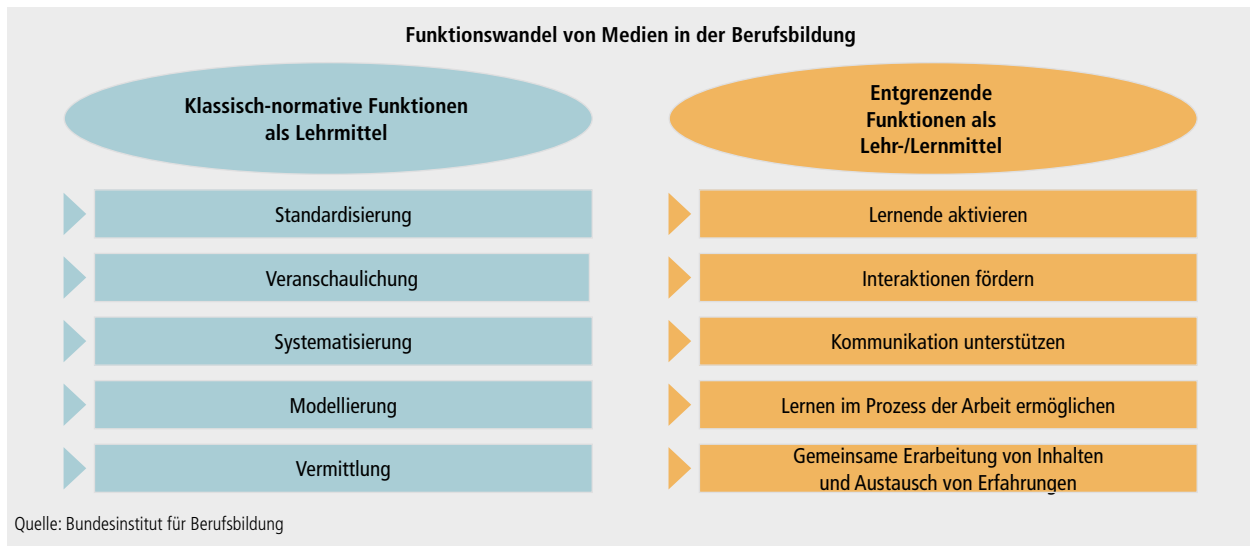 Funktionswandel von Medien in der Berufsbildung
Klassisch-normative Funktionen
als Lehrmittel
Standardisierung
Veranschaulichung
Systematisierung
Modellierung
Vermittlung
Entgrenzende
Funktionen als
Lehr-/Lernmittel
Lernende aktivieren
Interaktionen fördern
Kommunikation unterstützen
Lernen im Prozess der Arbeit ermöglichen
Gemeinsame Erarbeitung von Inhalten
und Austausch von Erfahrungen
Quelle: Bundesinstitut für Berufsbildung